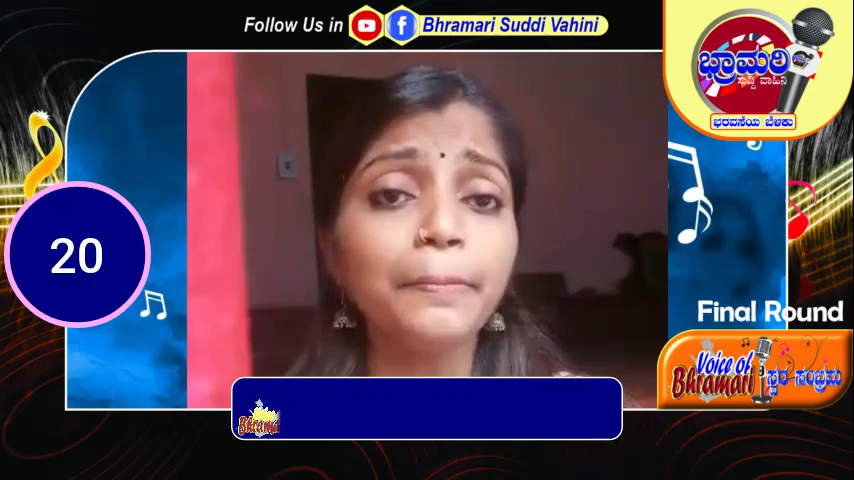 Follow Us in Bhramari Suddi Vahini
ಭ್ರಾಮರಿ
ಸುದ್ದಿ ವಾಹಿನಿ
ಭರವಸೆಯ ಬೆಳಕು
20
Final Round
Voice of
Bhramari
ಸ್ವರ ಸಂಭ್ರಮ